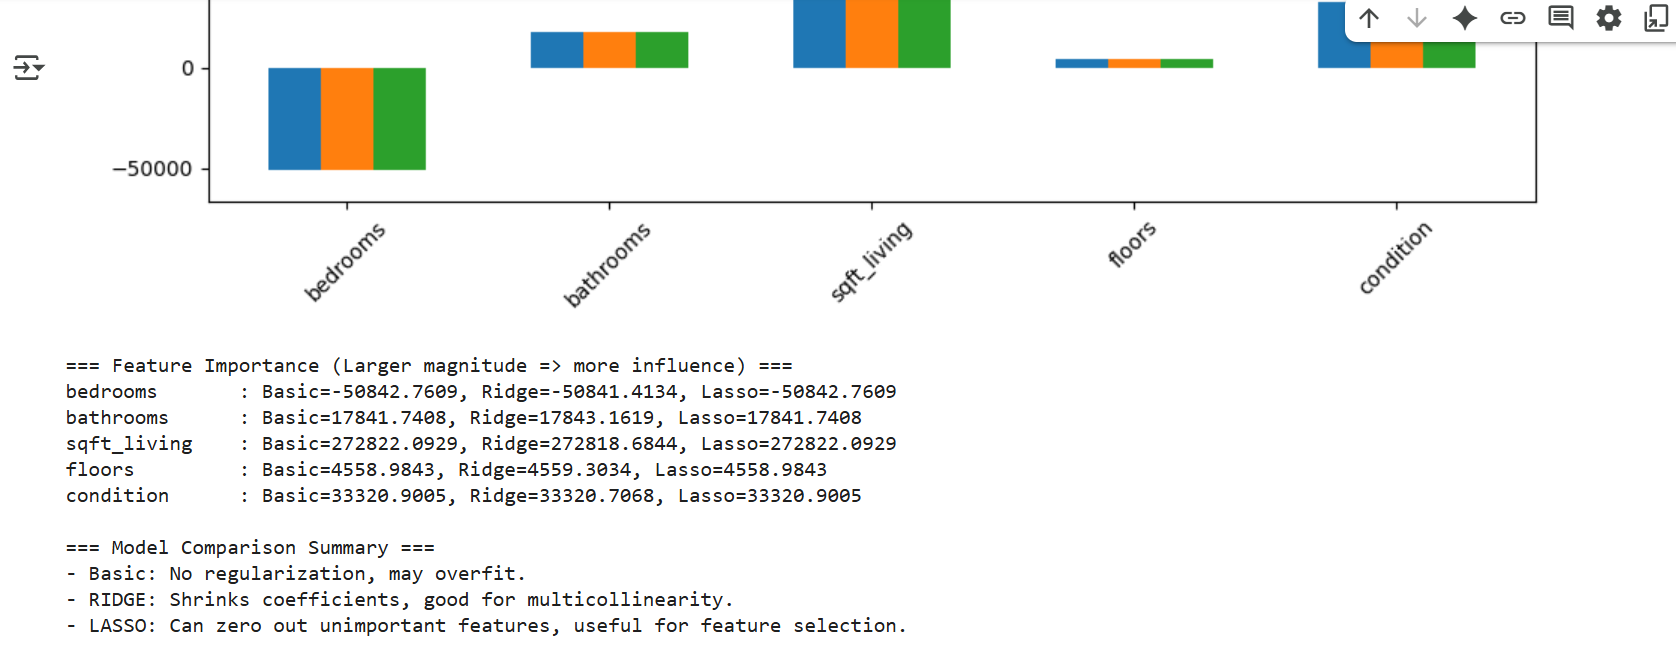 0
−50000
bedrooms
bathrooms
sqft_living
floors
condition
=== Feature Importance (Larger magnitude => more influence) ===
bedrooms : Basic=-50842.7609, Ridge=-50841.4134, Lasso=-50842.7609
bathrooms : Basic=17841.7408, Ridge=17843.1619, Lasso=17841.7408
sqft_living : Basic=272822.0929, Ridge=272818.6844, Lasso=272822.0929
floors : Basic=4558.9843, Ridge=4559.3034, Lasso=4558.9843
condition : Basic=33320.9005, Ridge=33320.7068, Lasso=33320.9005
=== Model Comparison Summary ===
- Basic: No regularization, may overfit.
- RIDGE: Shrinks coefficients, good for multicollinearity.
- LASSO: Can zero out unimportant features, useful for feature selection.